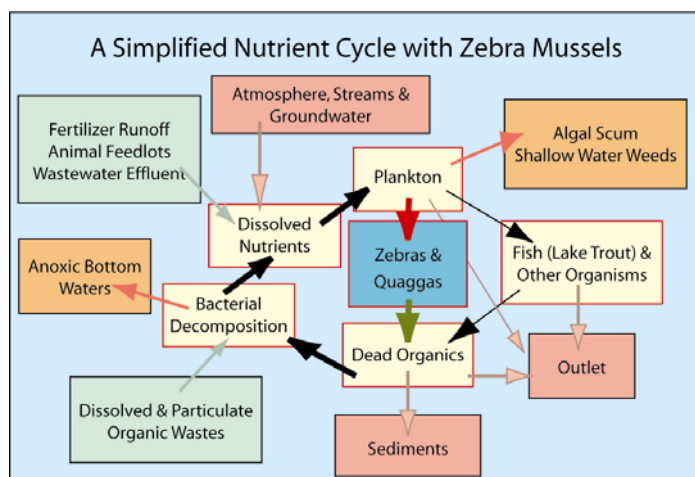 A Simplified Nutrient Cycle with Zebra Mussels
Atmosphere, Streams &
Groundwater
Fertilizer Runoff
Animal Feedlots
Wastewater Effluent
Algal Scum
Shallow Water Weeds
Plankton
Dissolved
Nutrients
Zebras &
Quaggas
Fish (Lake Trout) &
Other Organisms
Anoxic Bottom
Waters
Bacterial
Decomposition
Dead Organics
Outlet
Dissolved & Particulate
Organic Wastes
Sediments